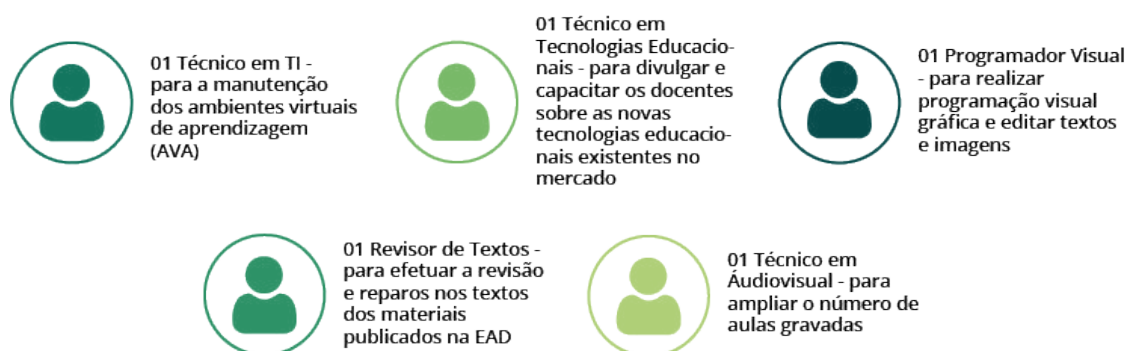 01 Técnico em TI -
para a manutenção
dos ambientes virtuais
de aprendizagem
(AVA)
01 Técnico em
Tecnologias Educacio-
nais - para divulgar e
capacitar os docentes
sobre as novas
tecnologias educacio-
nais existentes no
mercado
01 Programador Visual
- para realizar
programação visual
gráfica e editar textos
e imagens
01 Revisor de Textos -
para efetuar a revisão
e reparos nos textos
dos materiais
publicados na EAD
01 Técnico em
Áudiovisual - para
ampliar o número de
aulas gravadas